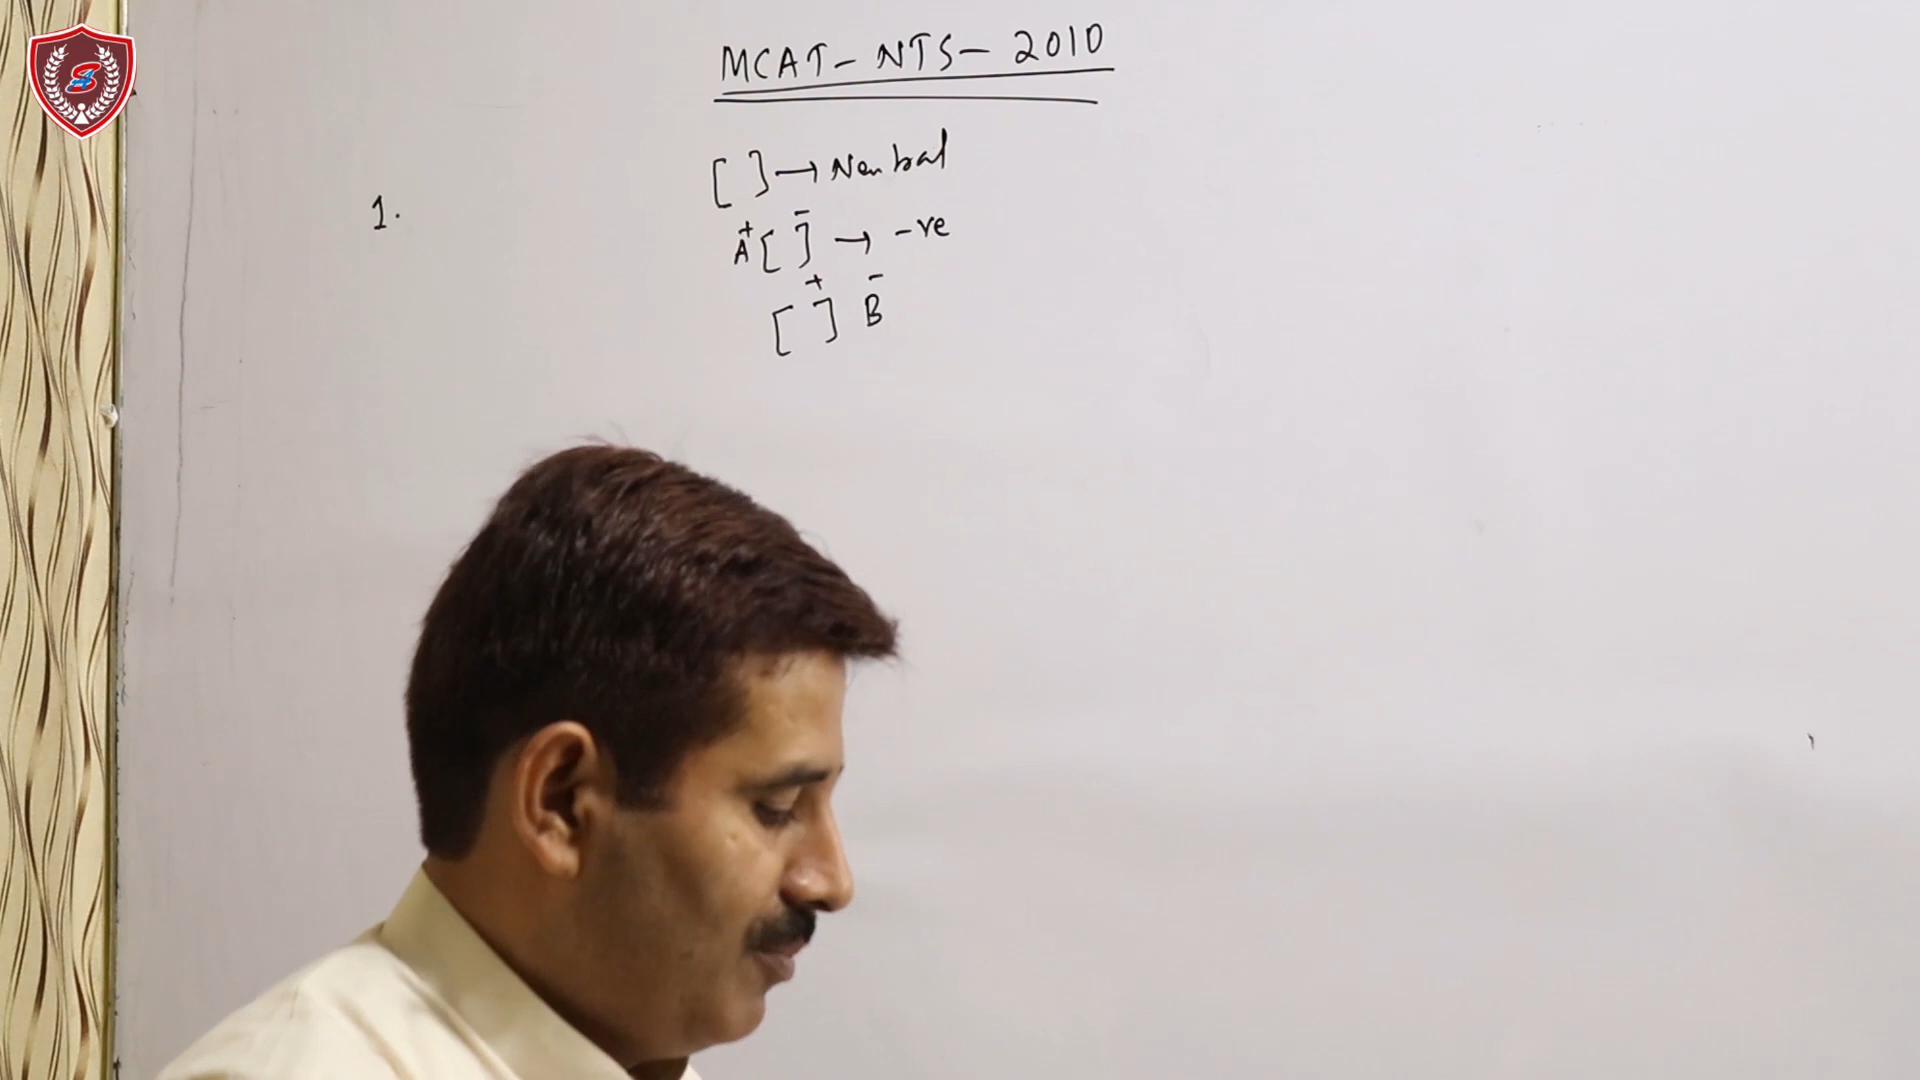 MCAT - NTS - 2010
[ ] → Neutral
1.
A⁺ [ ]⁻ → -ve
[ ]⁺ B⁻